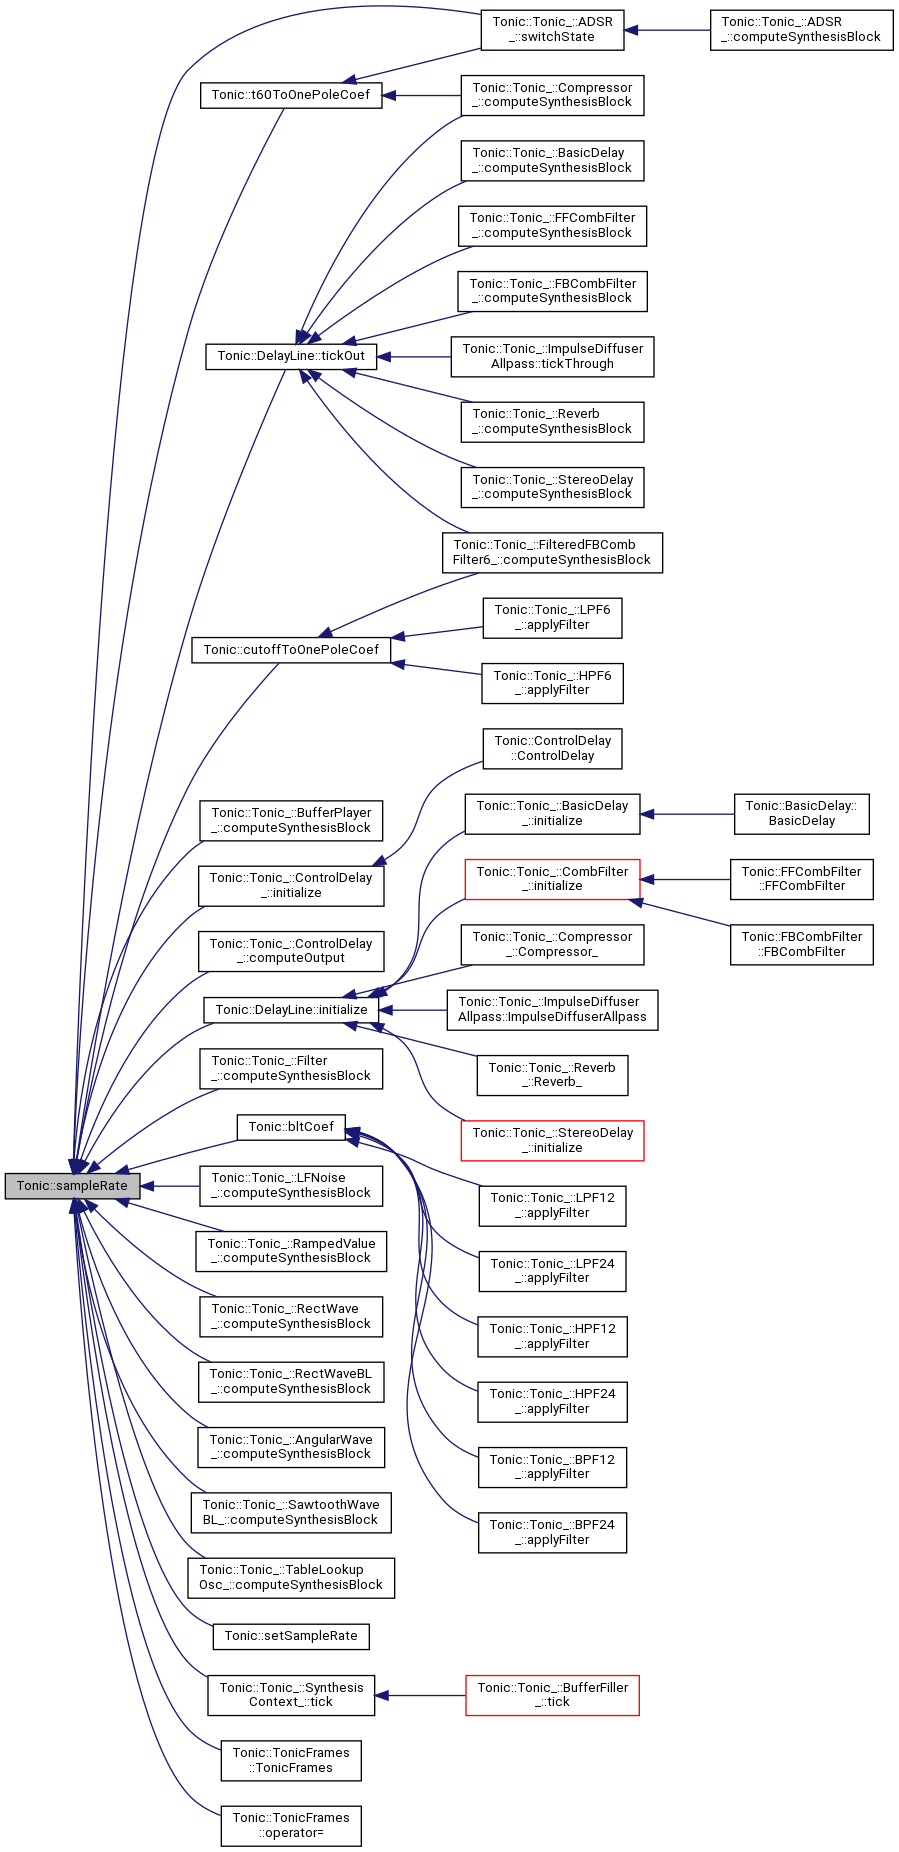 Tonic::Tonic_::ADSR
_::switchState
Tonic::Tonic_::ADSR
_::computeSynthesisBlock
Tonic::t60ToOnePoleCoef
Tonic::Tonic_::Compressor
_::computeSynthesisBlock
Tonic::Tonic_::BasicDelay
_::computeSynthesisBlock
Tonic::Tonic_::FFCombFilter
_::computeSynthesisBlock
Tonic::Tonic_::FBCombFilter
_::computeSynthesisBlock
Tonic::DelayLine::tickOut
Tonic::Tonic_::ImpulseDiffuser
Allpass::tickThrough
Tonic::Tonic_::Reverb
_::computeSynthesisBlock
Tonic::Tonic_::StereoDelay
_::computeSynthesisBlock
Tonic::Tonic_::FilteredFBComb
Filter6_::computeSynthesisBlock
Tonic::Tonic_::LPF6
_::applyFilter
Tonic::cutoffToOnePoleCoef
Tonic::Tonic_::HPF6
_::applyFilter
Tonic::ControlDelay
::ControlDelay
Tonic::Tonic_::BufferPlayer
_::computeSynthesisBlock
Tonic::Tonic_::BasicDelay
_::initialize
Tonic::BasicDelay::
BasicDelay
Tonic::Tonic_::ControlDelay
_::initialize
Tonic::Tonic_::CombFilter
_::initialize
Tonic::FFCombFilter
::FFCombFilter
Tonic::Tonic_::ControlDelay
_::computeOutput
Tonic::Tonic_::Compressor
_::Compressor_
Tonic::FBCombFilter
::FBCombFilter
Tonic::DelayLine::initialize
Tonic::Tonic_::ImpulseDiffuser
Allpass::ImpulseDiffuserAllpass
Tonic::Tonic_::Filter
_::computeSynthesisBlock
Tonic::Tonic_::Reverb
_::Reverb_
Tonic::bltCoef
Tonic::Tonic_::StereoDelay
_::initialize
Tonic::sampleRate
Tonic::Tonic_::LFNoise
_::computeSynthesisBlock
Tonic::Tonic_::LPF12
_::applyFilter
Tonic::Tonic_::RampedValue
_::computeSynthesisBlock
Tonic::Tonic_::LPF24
_::applyFilter
Tonic::Tonic_::RectWave
_::computeSynthesisBlock
Tonic::Tonic_::HPF12
_::applyFilter
Tonic::Tonic_::RectWaveBL
_::computeSynthesisBlock
Tonic::Tonic_::HPF24
_::applyFilter
Tonic::Tonic_::AngularWave
_::computeSynthesisBlock
Tonic::Tonic_::BPF12
_::applyFilter
Tonic::Tonic_::SawtoothWave
BL_::computeSynthesisBlock
Tonic::Tonic_::BPF24
_::applyFilter
Tonic::Tonic_::TableLookup
Osc_::computeSynthesisBlock
Tonic::setSampleRate
Tonic::Tonic_::Synthesis
Context_::tick
Tonic::Tonic_::BufferFiller
_::tick
Tonic::TonicFrames
::TonicFrames
Tonic::TonicFrames
::operator=